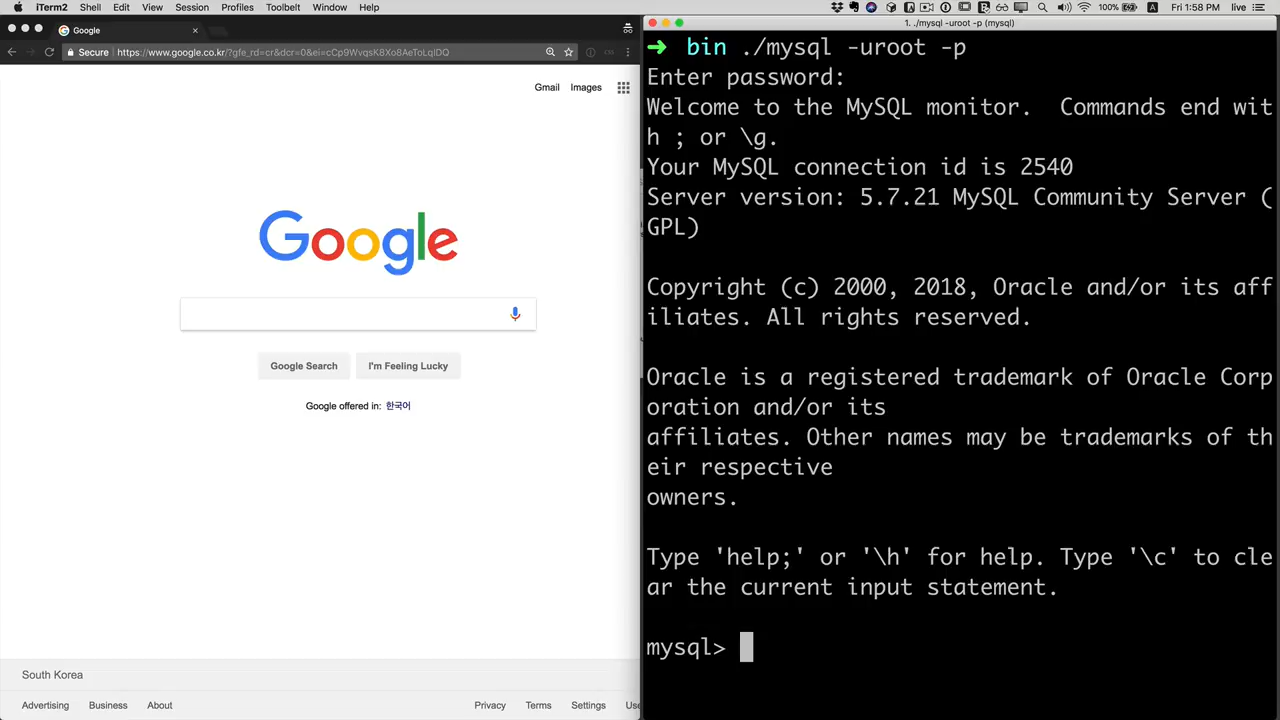 iTerm2 Shell Edit View Session Profiles Toolbelt Window Help
100% A Fri 1:58 PM live
Google
Secure https://www.google.co.kr/?gfe_rd=cr&dcr=0&ei=cCp9WvqsK8Xo8AeToLqIDQ
Gmail Images
Google
Google Search I'm Feeling Lucky
Google offered in: 한국어
South Korea
Advertising Business About Privacy Terms Settings
1. ./mysql -uroot -p (mysql)
➜ bin ./mysql -uroot -p
Enter password:
Welcome to the MySQL monitor. Commands end wit
h ; or \g.
Your MySQL connection id is 2540
Server version: 5.7.21 MySQL Community Server (
GPL)
Copyright (c) 2000, 2018, Oracle and/or its aff
iliates. All rights reserved.
Oracle is a registered trademark of Oracle Corp
oration and/or its
affiliates. Other names may be trademarks of th
eir respective
owners.
Type 'help;' or '\h' for help. Type '\c' to cle
ar the current input statement.
mysql>